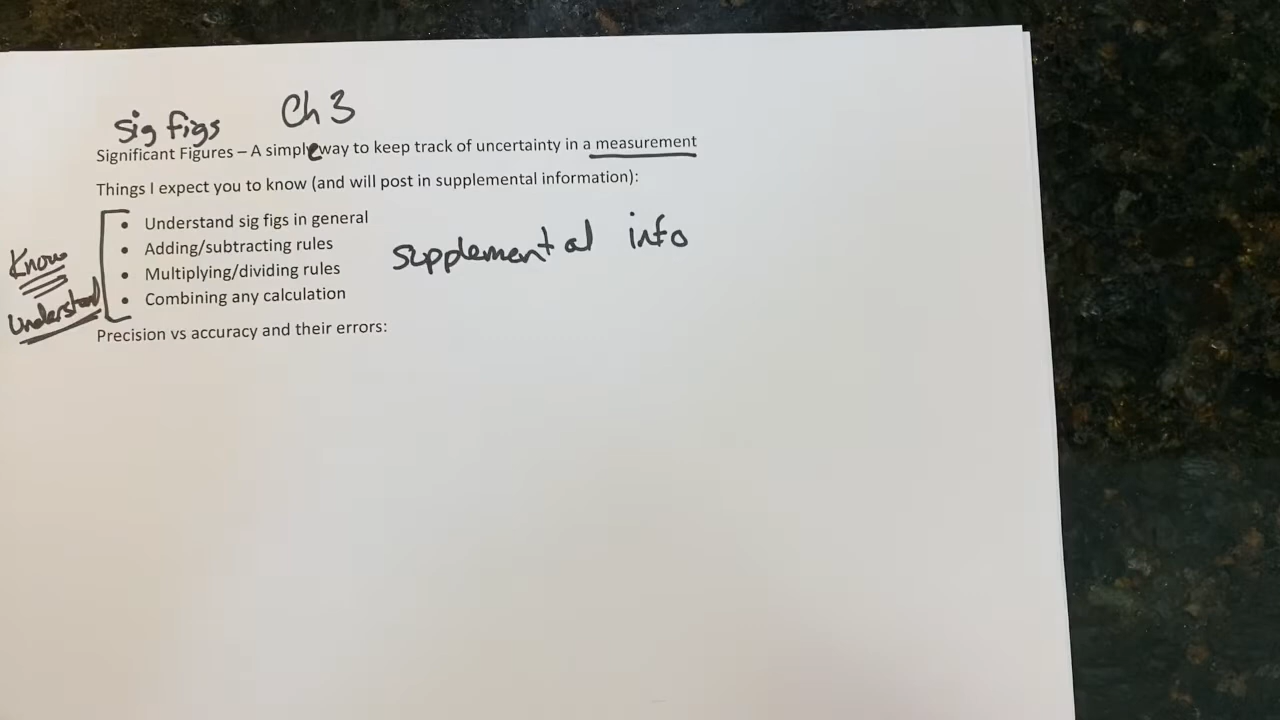 Sig figs Ch 3
Significant Figures – A simple way to keep track of uncertainty in a measurement
Things I expect you to know (and will post in supplemental information):
• Understand sig figs in general
• Adding/subtracting rules
supplemental info
Know
• Multiplying/dividing rules
Understand
• Combining any calculation
Precision vs accuracy and their errors: